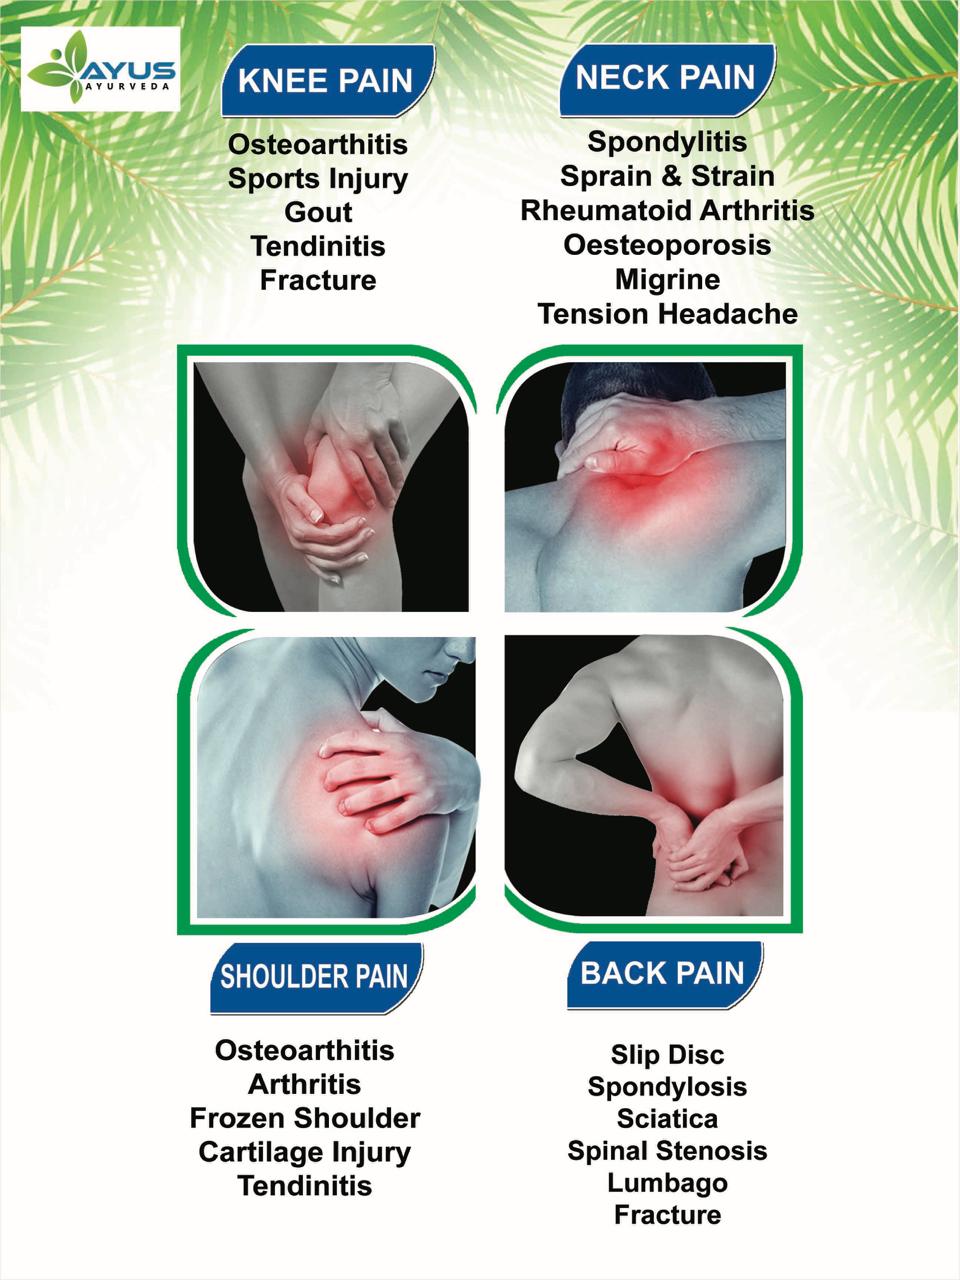 AYUS
AYURVEDA
KNEE PAIN
Osteoarthitis
Sports Injury
Gout
Tendinitis
Fracture
NECK PAIN
Spondylitis
Sprain & Strain
Rheumatoid Arthritis
Oesteoporosis
Migrine
Tension Headache
SHOULDER PAIN
Osteoarthitis
Arthritis
Frozen Shoulder
Cartilage Injury
Tendinitis
BACK PAIN
Slip Disc
Spondylosis
Sciatica
Spinal Stenosis
Lumbago
Fracture